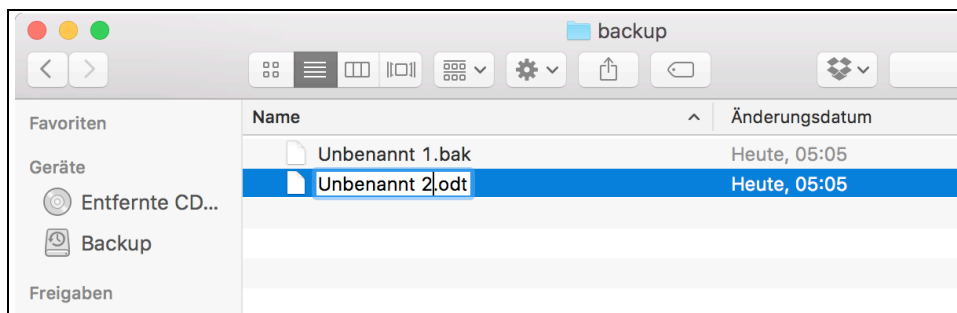 backup
Favoriten
Geräte
Entfernte CD...
Backup
Freigaben
Name Änderungsdatum
Unbenannt 1.bak Heute, 05:05
Unbenannt 2.odt Heute, 05:05